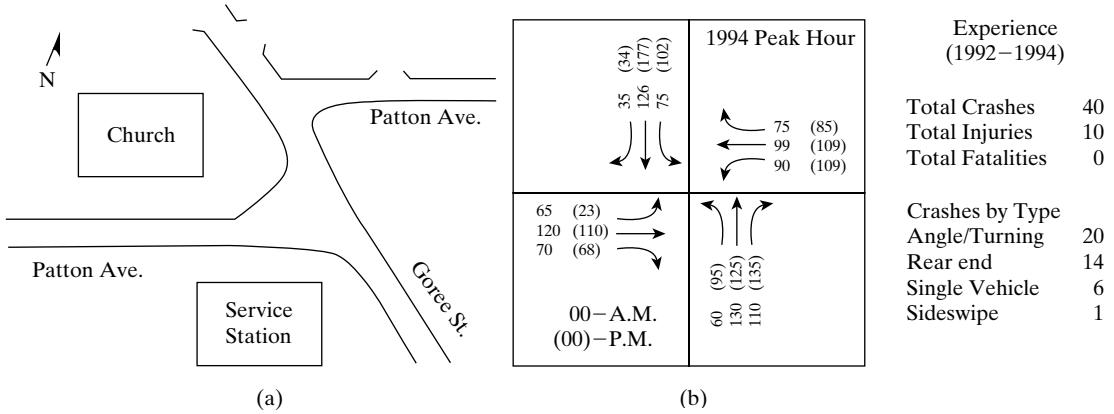 N
Church
Patton Ave.
Patton Ave.
Service
Station
Goree St.
(a)
1994 Peak Hour
(34) (177) (102)
35 126 75
75 (85)
99 (109)
90 (109)
65 (23)
120 (110)
70 (68)
(95) (125) (135)
60 130 110
00−A.M.
(00)−P.M.
(b)
Experience
(1992−1994)
Total Crashes 40
Total Injuries 10
Total Fatalities 0
Crashes by Type
Angle/Turning 20
Rear end 14
Single Vehicle 6
Sideswipe 1